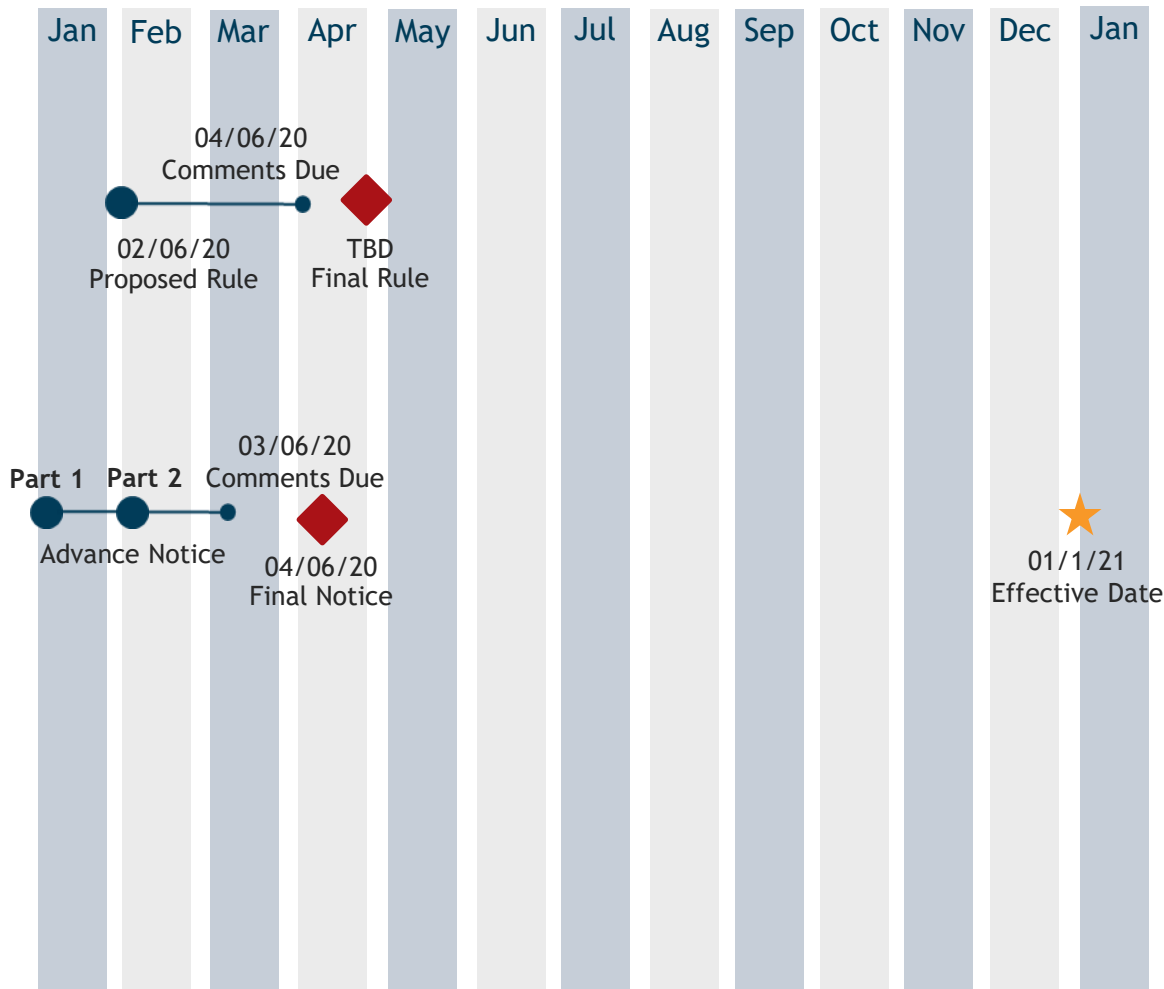 Jan Feb Mar Apr May Jun Jul Aug Sep Oct Nov Dec Jan
04/06/20
Comments Due
02/06/20
Proposed Rule
TBD
Final Rule
03/06/20
Part 1 Part 2 Comments Due
Advance Notice
04/06/20
Final Notice
01/1/21
Effective Date